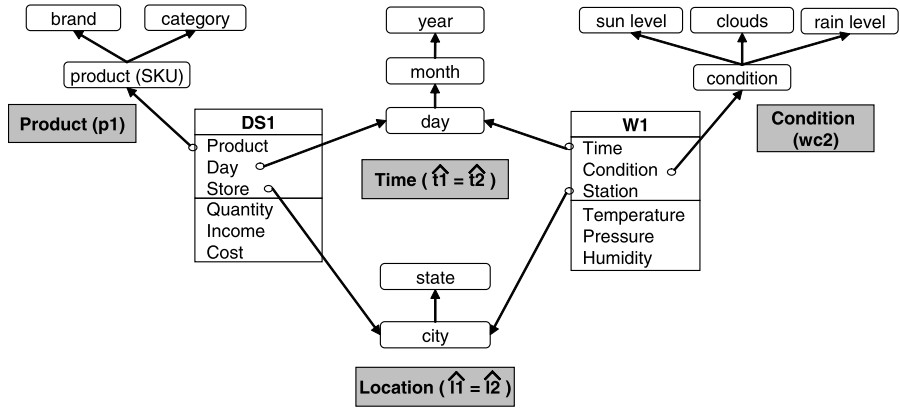 brand
category
year
sun level
clouds
rain level
product (SKU)
month
condition
Product (p1)
DS1
Product
Day
Store
Quantity
Income
Cost
day
Time ( t̂1 = t̂2 )
W1
Time
Condition
Station
Temperature
Pressure
Humidity
Condition
(wc2)
state
city
Location ( l̂1 = l̂2 )